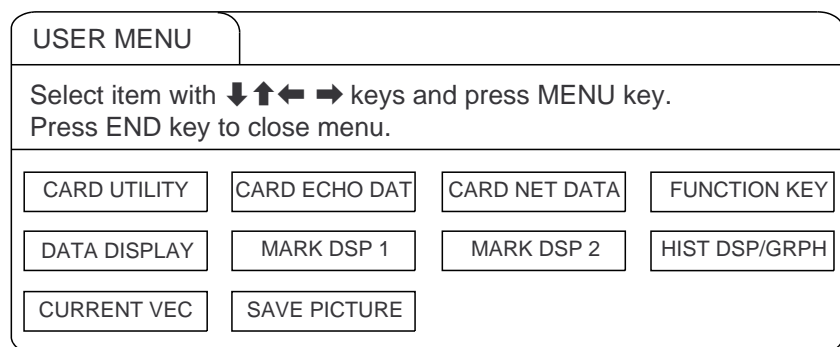 USER MENU
Select item with ⬇⬆⬅ ➡ keys and press MENU key.
Press END key to close menu.
CARD UTILITY CARD ECHO DAT CARD NET DATA FUNCTION KEY
DATA DISPLAY MARK DSP 1 MARK DSP 2 HIST DSP/GRPH
CURRENT VEC SAVE PICTURE